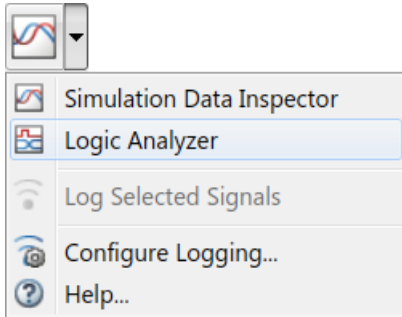 Simulation Data Inspector
Logic Analyzer
Log Selected Signals
Configure Logging...
Help...